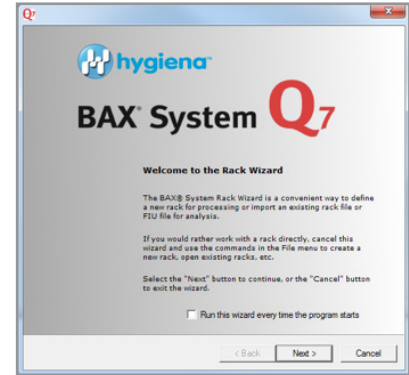 Q7
hygiena
BAX® System Q7
Welcome to the Rack Wizard
The BAX® System Rack Wizard is a convenient way to define
a new rack for processing or import an existing rack file or
FIU file for analysis.
If you would rather work with a rack directly, cancel this
wizard and use the commands in the File menu to create a
new rack, open existing racks, etc.
Select the "Next" button to continue, or the "Cancel" button
to exit the wizard.
Run this wizard every time the program starts
< Back Next > Cancel